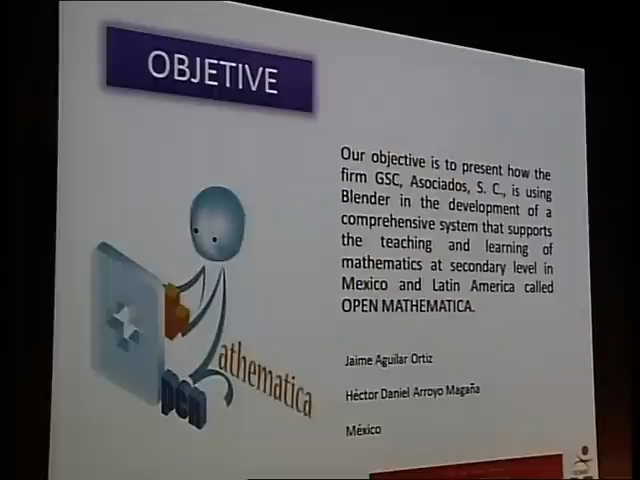 OBJETIVE
Our objective is to present how the
firm GSC, Asociados, S. C., is using
Blender in the development of a
comprehensive system that supports
the teaching and learning of
mathematics at secondary level in
Mexico and Latin America called
OPEN MATHEMATICA.
athematica
pen
Jaime Aguilar Ortiz
Héctor Daniel Arroyo Magaña
México